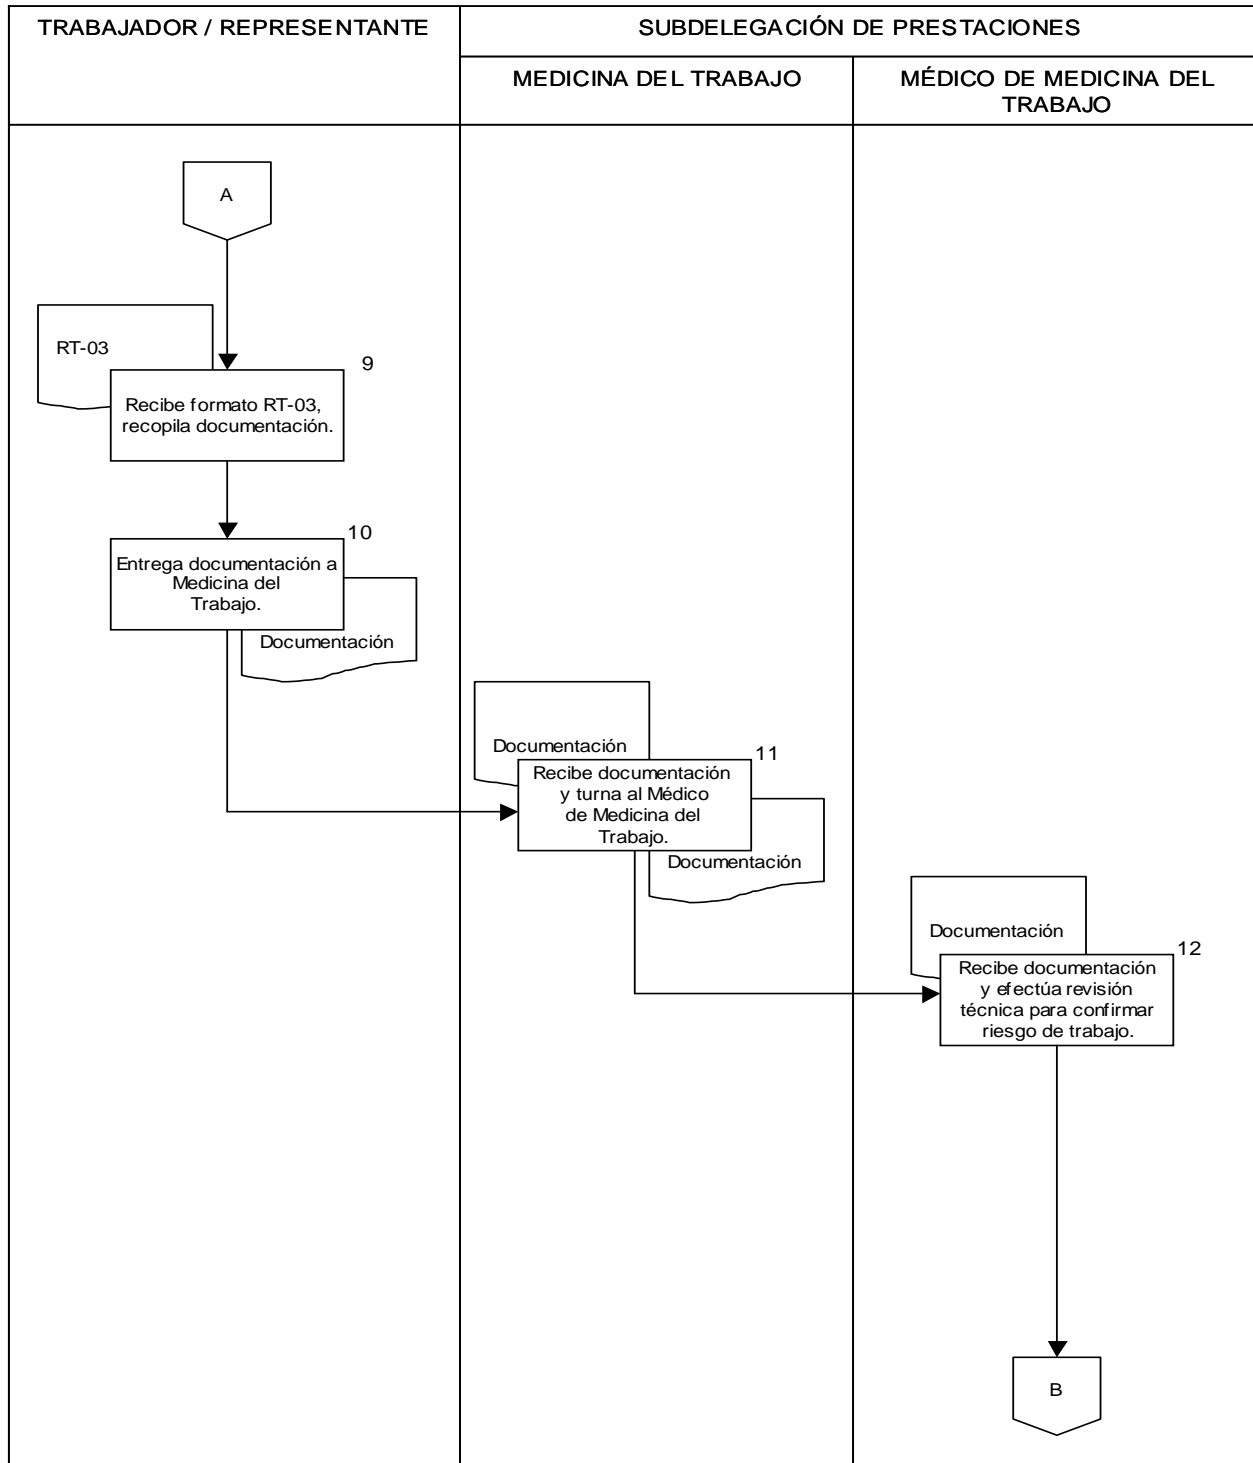 TRABAJADOR / REPRESENTANTE
SUBDELEGACIÓN DE PRESTACIONES
MEDICINA DEL TRABAJO
MÉDICO DE MEDICINA DEL
TRABAJO
A
RT-03
9
Recibe formato RT-03,
recopila documentación.
10
Entrega documentación a
Medicina del
Trabajo.
Documentación
Documentación
11
Recibe documentación
y turna al Médico
de Medicina del
Trabajo.
Documentación
Documentación
12
Recibe documentación
y efectúa revisión
técnica para confirmar
riesgo de trabajo.
B